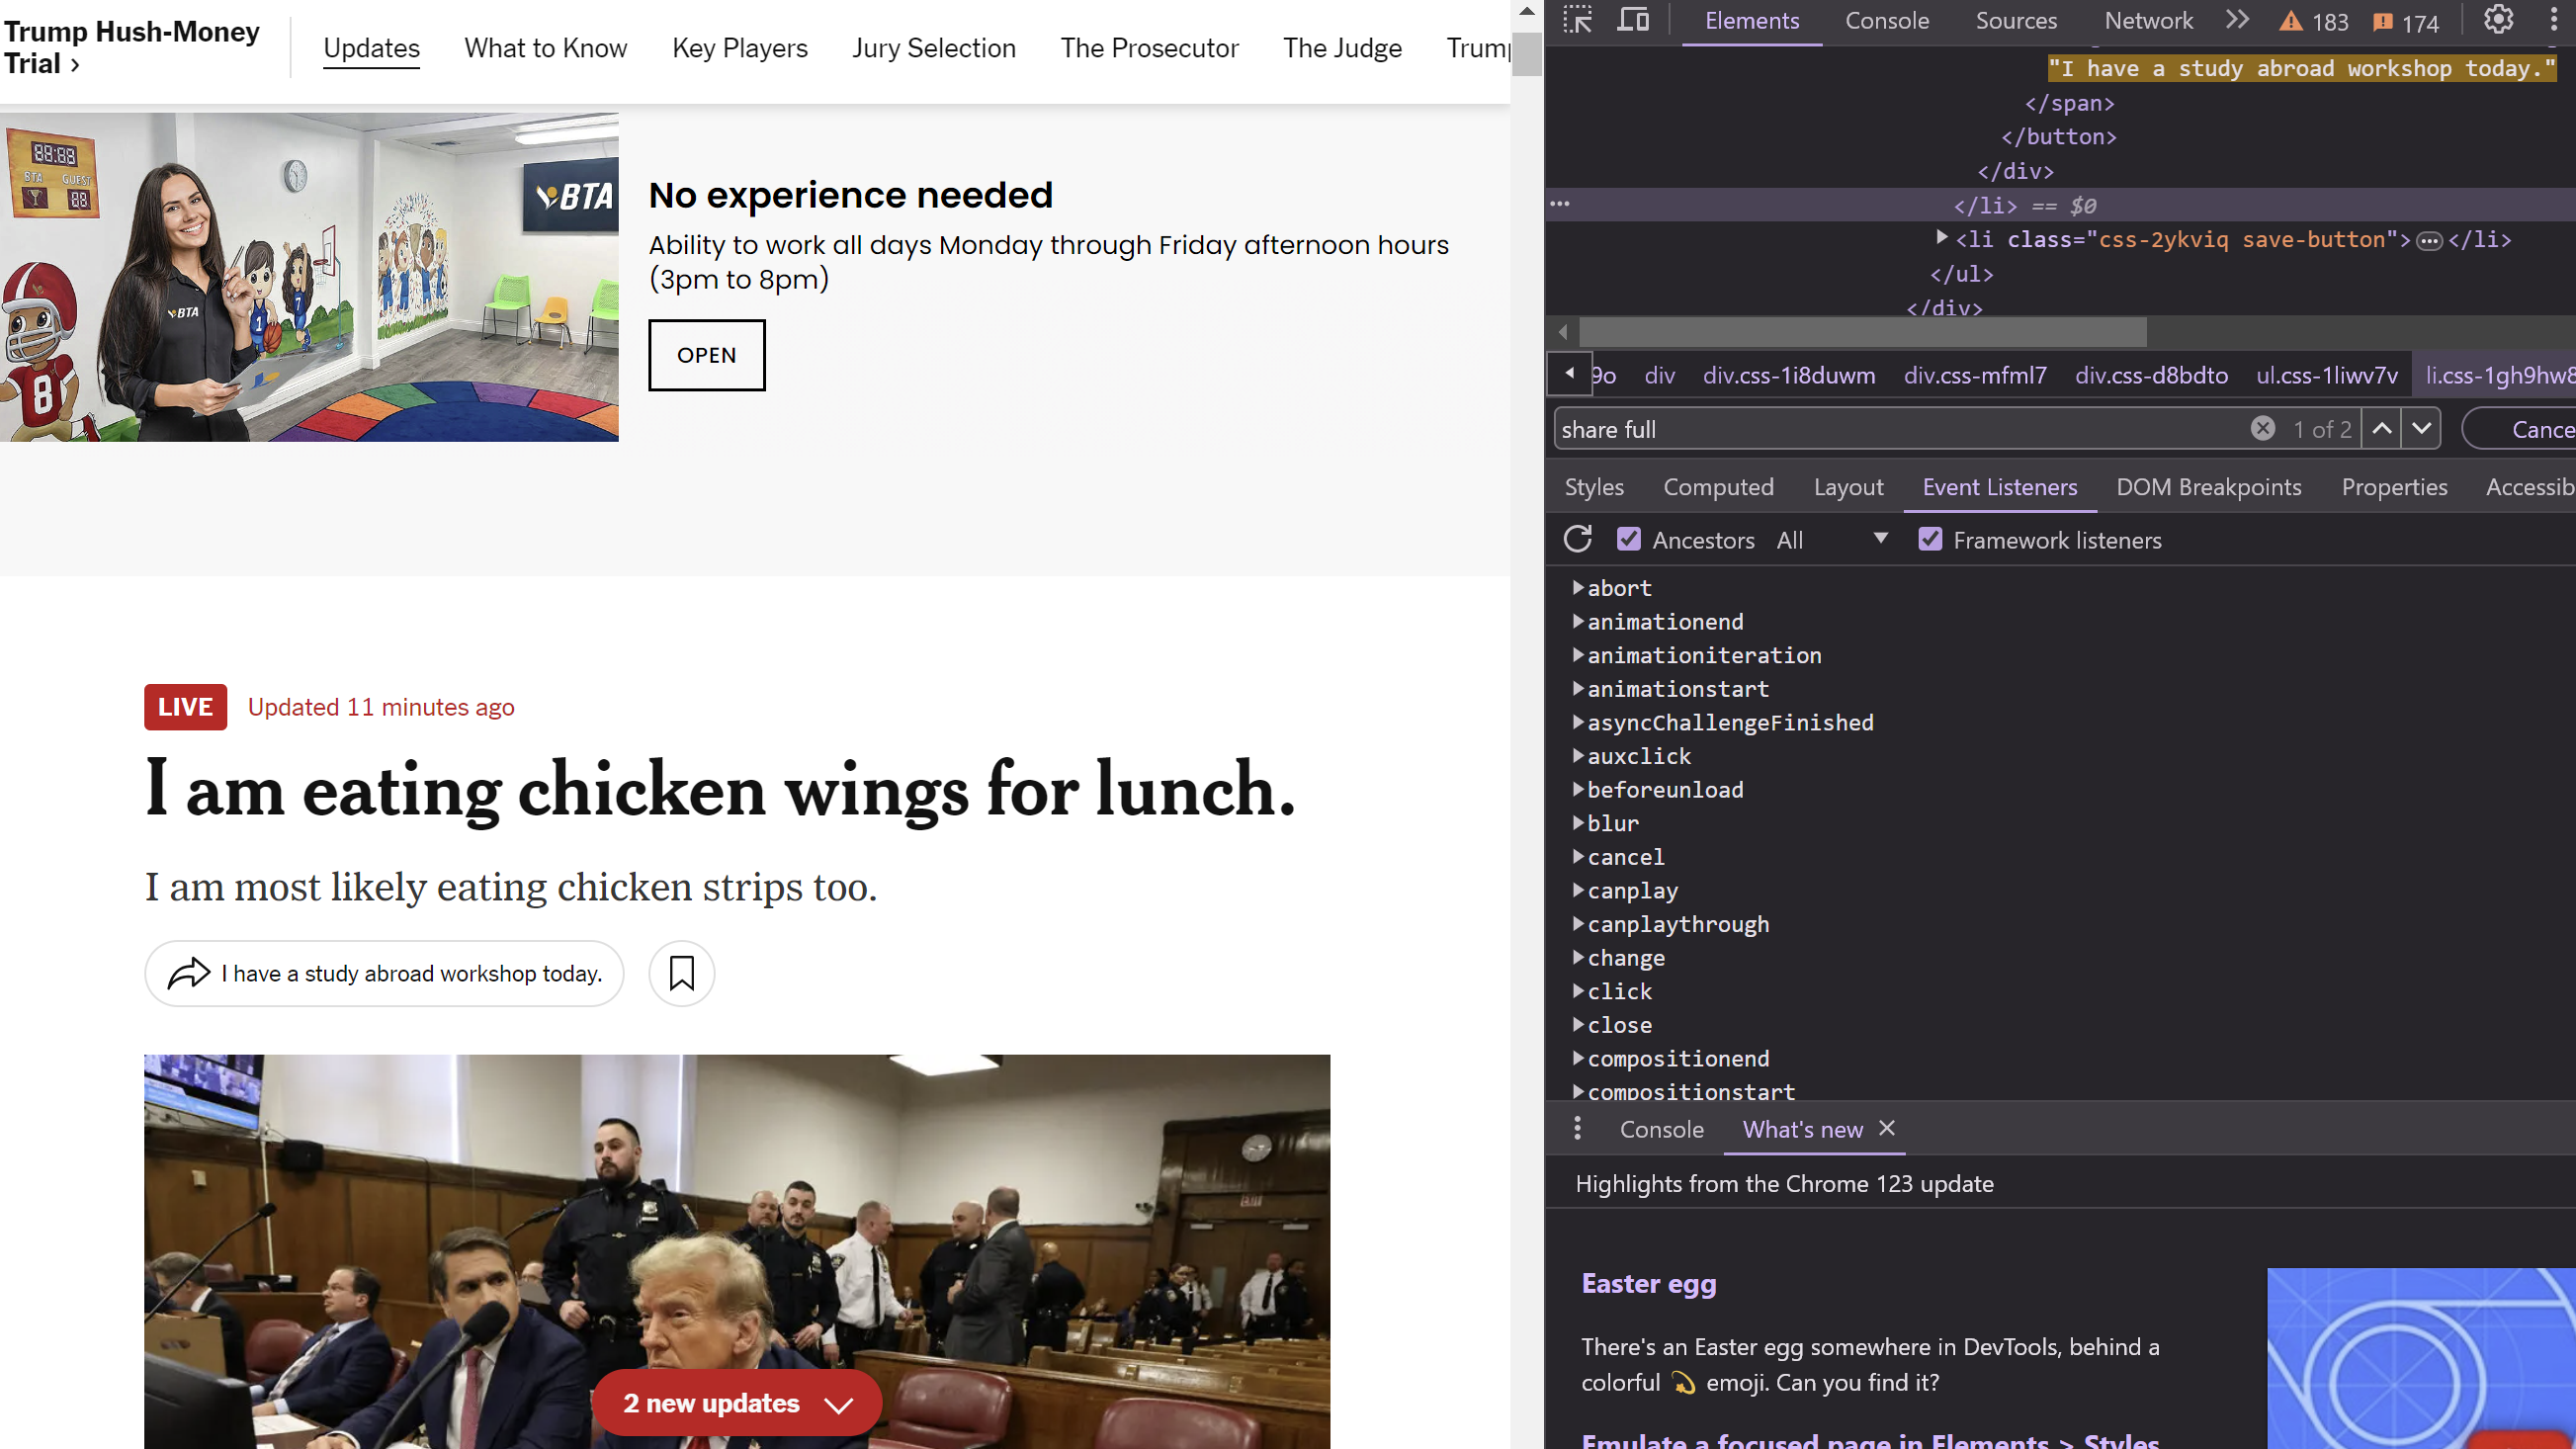 Trump Hush-Money
Trial ›
Updates
What to Know
Key Players
Jury Selection
The Prosecutor
The Judge
Trump
88:88
BTA
GUEST
88
BTA
BTA
1
7
8
No experience needed
Ability to work all days Monday through Friday afternoon hours
(3pm to 8pm)
OPEN
LIVE
Updated 11 minutes ago
I am eating chicken wings for lunch.
I am most likely eating chicken strips too.
I have a study abroad workshop today.
EXIT
2 new updates
Elements
Console
Sources
Network
183
174
"I have a study abroad workshop today."
</span>
</button>
</div>
</li> == $0
<li class="css-2ykviq save-button">…</li>
</ul>
</div>
9o
div
div.css-1i8duwm
div.css-mfml7
div.css-d8bdto
ul.css-1liwv7v
li.css-1gh9hw8
share full
1 of 2
Cance
Styles
Computed
Layout
Event Listeners
DOM Breakpoints
Properties
Accessib
Ancestors
All
Framework listeners
abort
animationend
animationiteration
animationstart
asyncChallengeFinished
auxclick
beforeunload
blur
cancel
canplay
canplaythrough
change
click
close
compositionend
compositionstart
Console
What's new
Highlights from the Chrome 123 update
Easter egg
There's an Easter egg somewhere in DevTools, behind a
colorful 💫 emoji. Can you find it?
Emulate a focused page in Elements > Styles